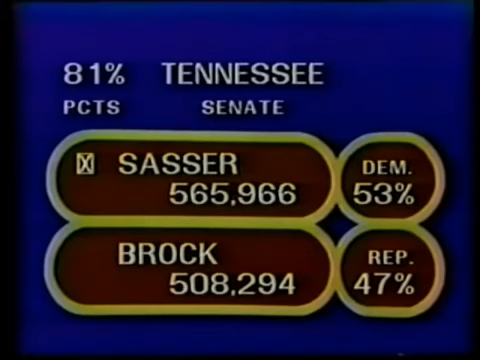 81% TENNESSEE
PCTS SENATE
☒ SASSER DEM.
565,966 53%
BROCK REP.
508,294 47%